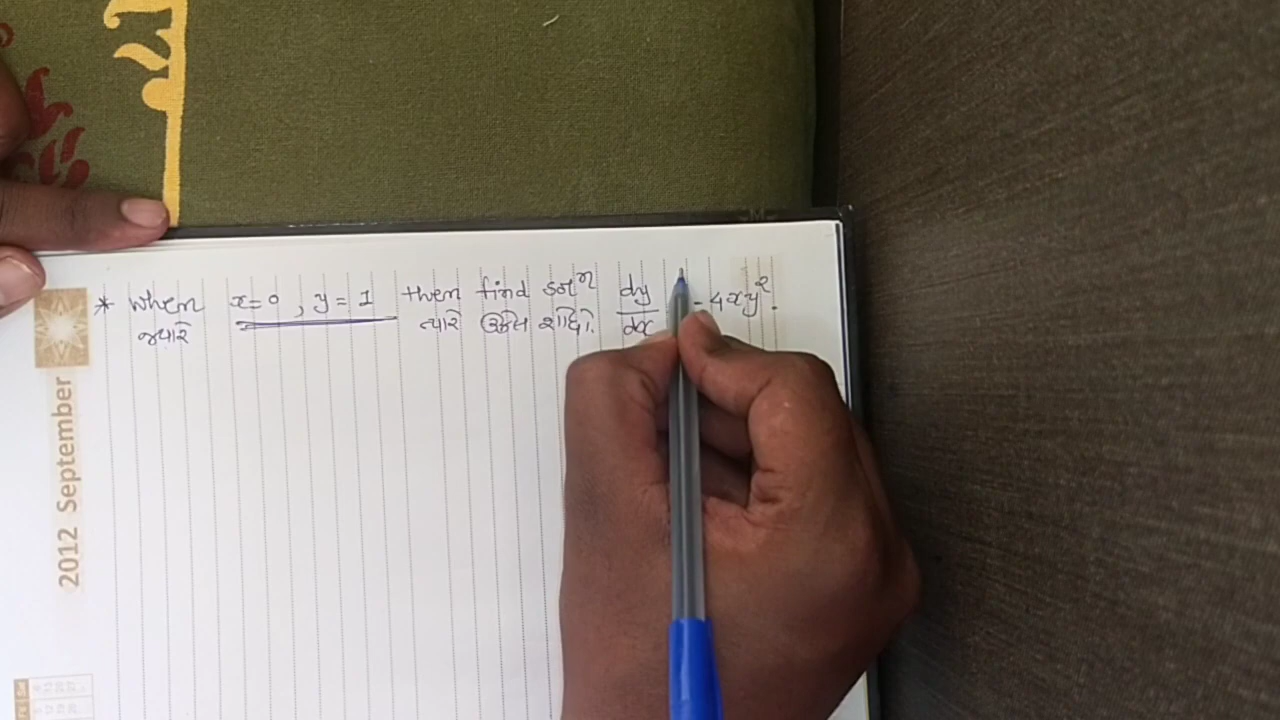 * When x=0, y=1 then find solⁿ dy/dx - 4xy².
જ્યારે ત્યારે ઉકેલ શોધો.
2012 September